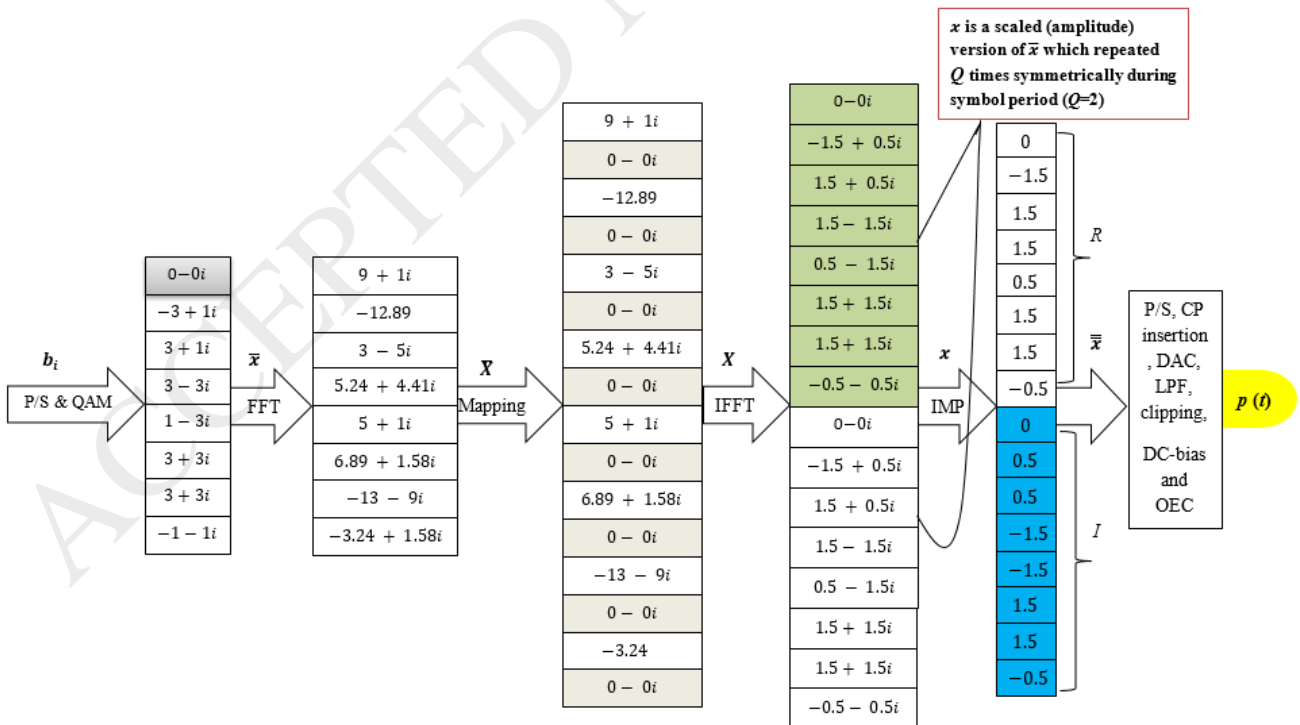 ACCEPTED M
x is a scaled (amplitude)
version of x̅ which repeated
Q times symmetrically during
symbol period (Q=2)
b_i
P/S & QAM
0−0i
−3 + 1i
3 + 1i
3 − 3i
1 − 3i
3 + 3i
3 + 3i
−1 − 1i
x̅
FFT
9 + 1i
−12.89
3 − 5i
5.24 + 4.41i
5 + 1i
6.89 + 1.58i
−13 − 9i
−3.24 + 1.58i
X̅
Mapping
9 + 1i
0 − 0i
−12.89
0 − 0i
3 − 5i
0 − 0i
5.24 + 4.41i
0 − 0i
5 + 1i
0 − 0i
6.89 + 1.58i
0 − 0i
−13 − 9i
0 − 0i
−3.24
0 − 0i
X
IFFT
0−0i
−1.5 + 0.5i
1.5 + 0.5i
1.5 − 1.5i
0.5 − 1.5i
1.5 + 1.5i
1.5 + 1.5i
−0.5 − 0.5i
0−0i
−1.5 + 0.5i
1.5 + 0.5i
1.5 − 1.5i
0.5 − 1.5i
1.5 + 1.5i
1.5 + 1.5i
−0.5 − 0.5i
x
IMP
0
−1.5
1.5
1.5
0.5
1.5
1.5
−0.5
0
0.5
0.5
−1.5
−1.5
1.5
1.5
−0.5
R
I
x̿
P/S, CP
insertion
, DAC,
LPF,
clipping,
DC-bias
and
OEC
p (t)